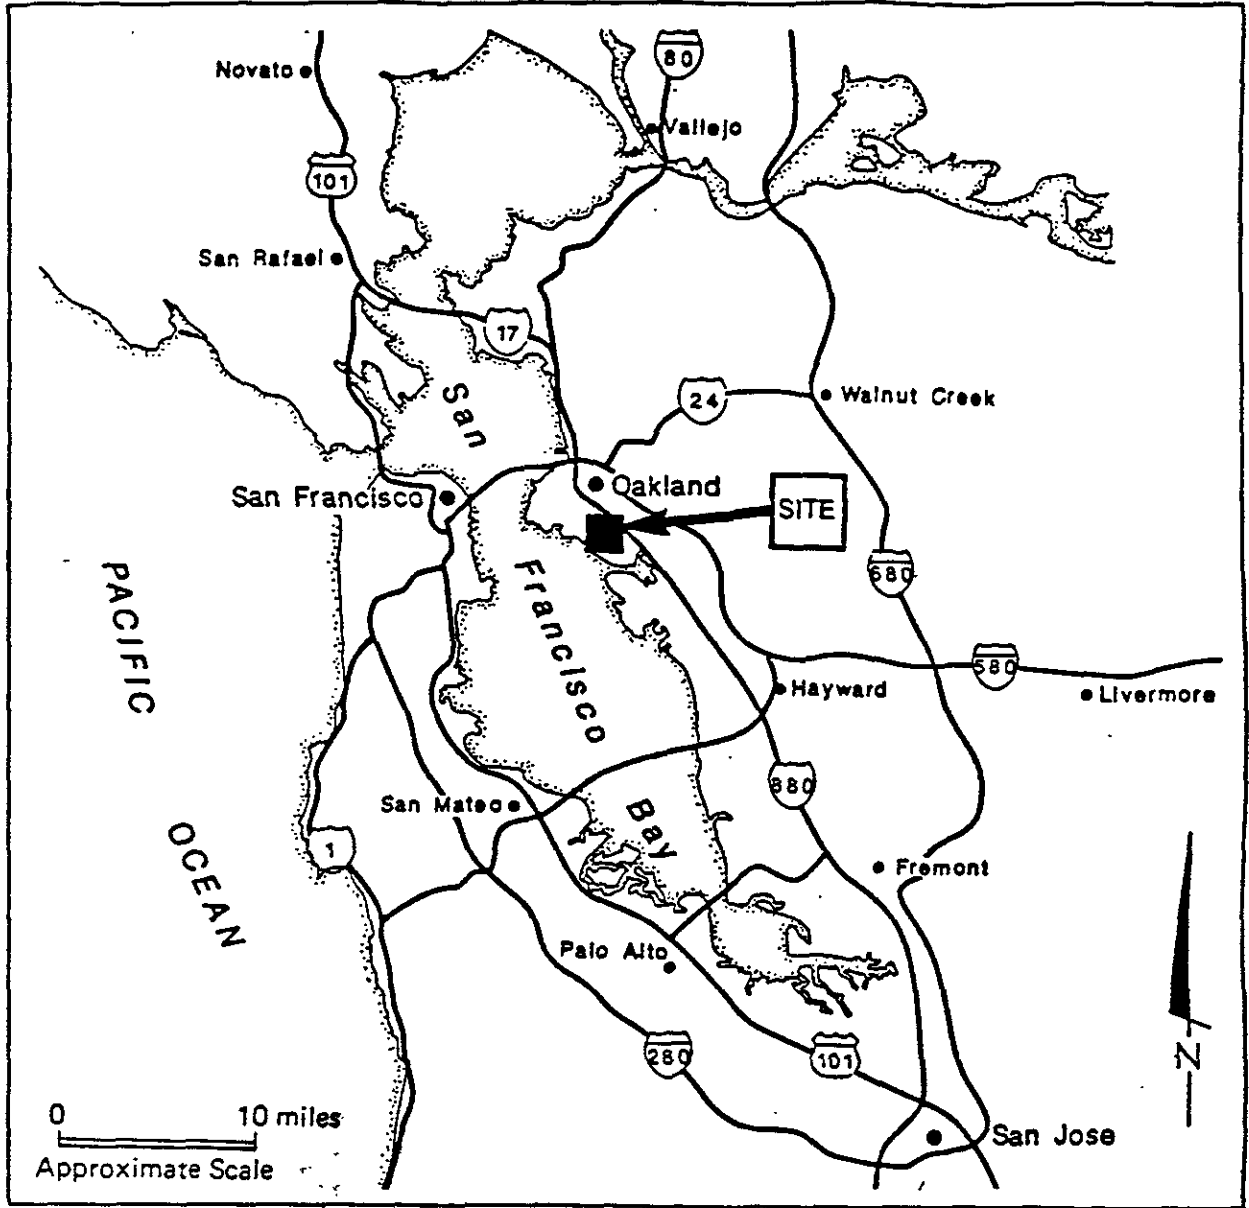 80
Novato
Vallejo
101
San Rafael
17
San
24
Walnut Creek
Oakland
San Francisco
SITE
PACIFIC
Francisco
680
580
Hayward
Livermore
880
San Mateo
Bay
1
OCEAN
Fremont
Palo Alto
280
101
N
0 10 miles
San Jose
Approximate Scale